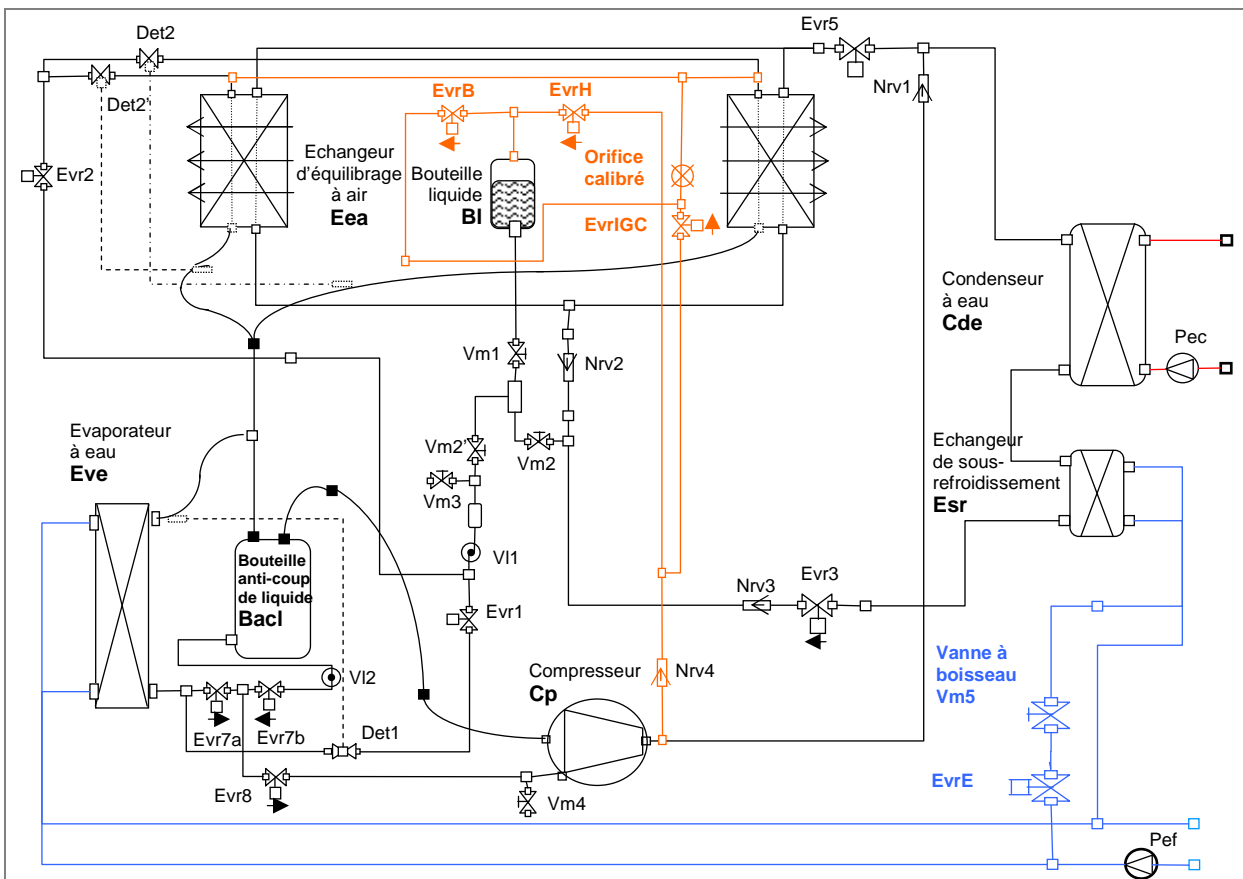 Evr5
Det2
Nrv1
Det2'
EvrB
EvrH
Echangeur
d'équilibrage
à air
Eea
Bouteille
liquide
Bl
Orifice
calibré
EvrIGC
Evr2
Condenseur
à eau
Cde
Pec
Vm1
Nrv2
Evaporateur
à eau
Eve
Vm2'
Vm2
Echangeur
de sous-
refroidissement
Esr
Vm3
Vl1
Bouteille
anti-coup
de liquide
Bacl
Evr1
Nrv3
Evr3
Compresseur
Cp
Nrv4
Vanne à
boisseau
Vm5
Vl2
Evr7a
Evr7b
Det1
Evr8
Vm4
EvrE
Pef